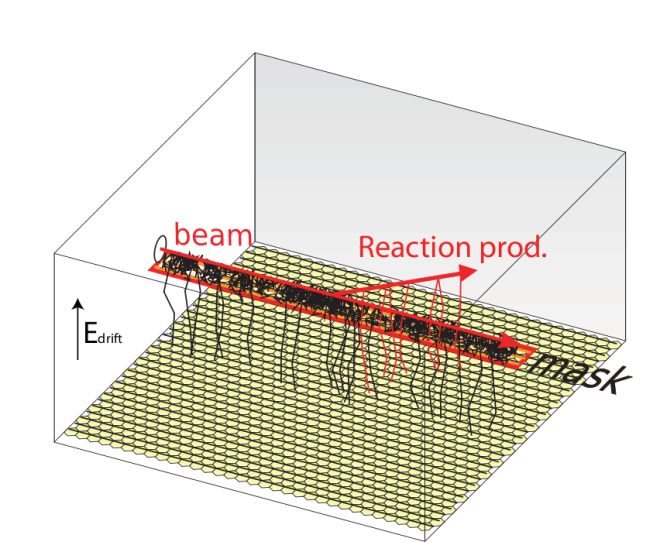 beam
Reaction prod.
Edrift
mask